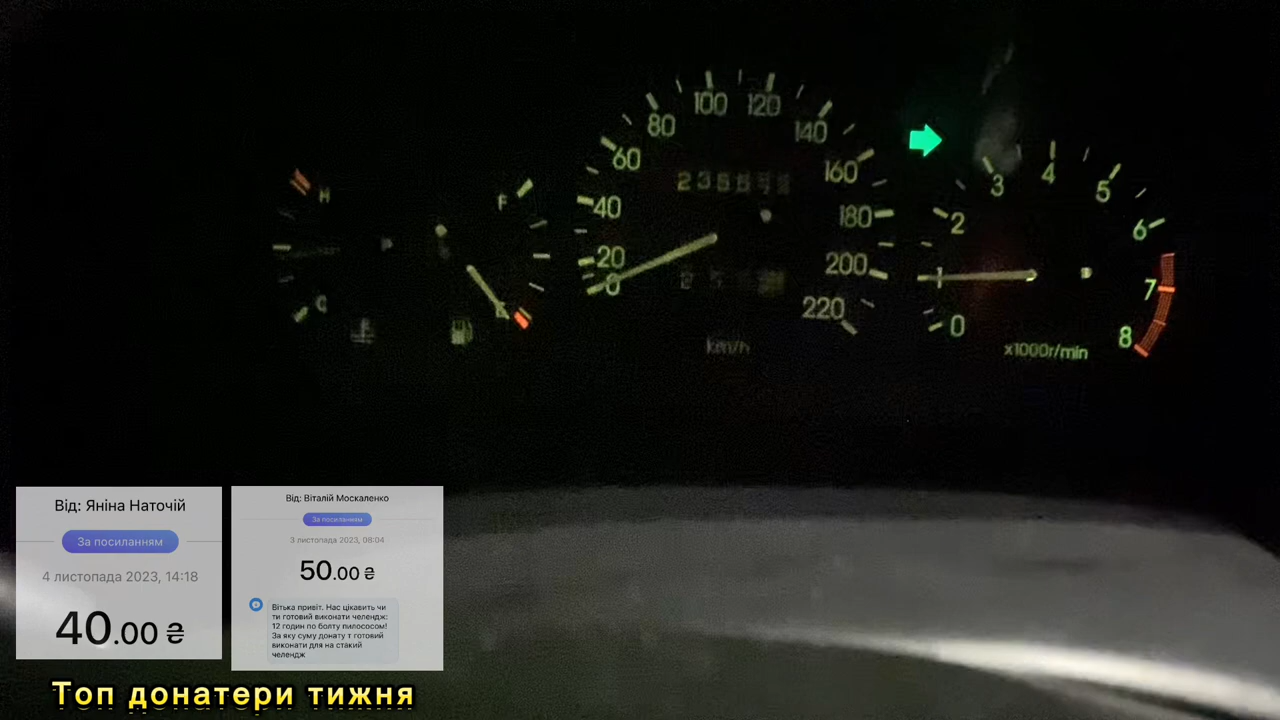 H
C
F
E
0
20
40
60
80
100
120
140
160
180
200
220
km/h
0
1
2
3
4
5
6
7
8
x1000r/min
Від: Яніна Наточій
За посиланням
4 листопада 2023, 14:18
40.00 ₴
Від: Віталій Москаленко
За посиланням
3 листопада 2023, 08:04
50.00 ₴
Вітька привіт. Нас цікавить чи
ти готовий виконати челендж:
12 годин по болту пилососом!
За яку суму донату т готовий
виконати для на стакий
челендж
Топ донатери тижня